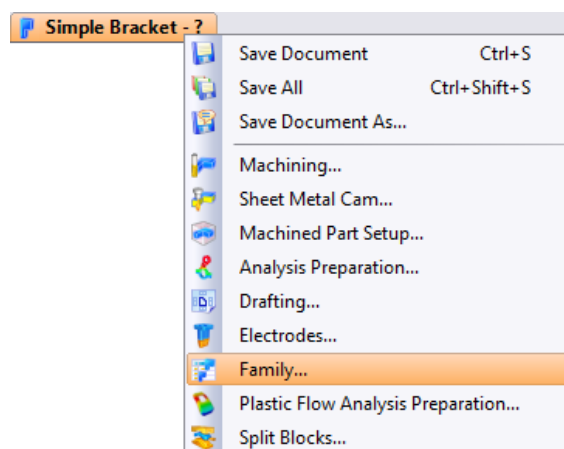 Simple Bracket - ?
Save Document Ctrl+S
Save All Ctrl+Shift+S
Save Document As...
Machining...
Sheet Metal Cam...
Machined Part Setup...
Analysis Preparation...
Drafting...
Electrodes...
Family...
Plastic Flow Analysis Preparation...
Split Blocks...